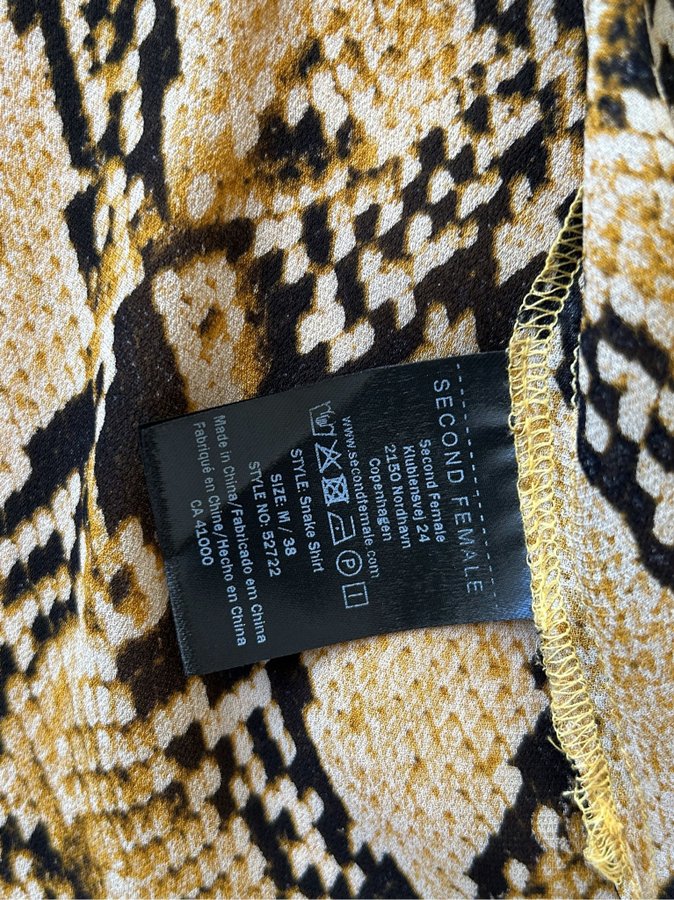 SECOND FEMALE
Second Female
Klubiensvej 24
2150 Nordhavn
Copenhagen
www.secondfemale.com
STYLE: Snake Shirt
SIZE: M / 38
STYLE NO: 52722
Made in China/Fabricado em China
Fabriqué en Chine/Hecho en China
CA 41000